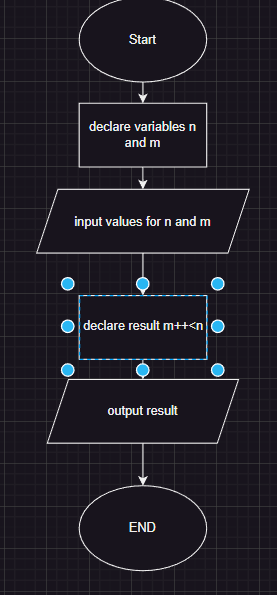 Start
declare variables n
and m
input values for n and m
declare result m++<n
output result
END